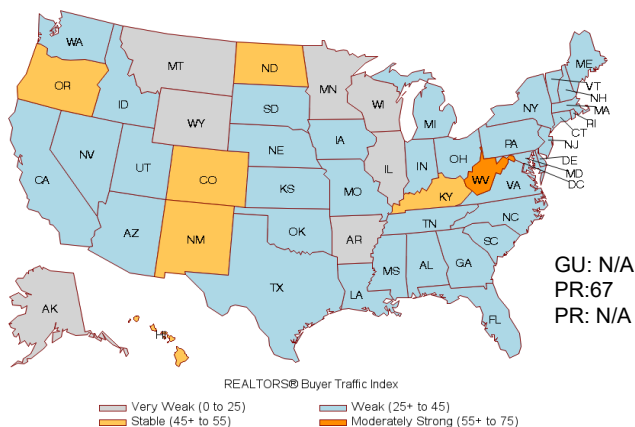 WA
ME
MT
ND
VT
MN
OR
NH
ID
WI
SD
NY
MA
WY
MI
RI
CT
IA
PA
NJ
NE
NV
OH
DE
IN
IL
UT
MD
WV
CO
VA
DC
CA
KS
MO
KY
NC
TN
OK
AZ
NM
AR
SC
GA
MS
AL
GU: N/A
TX
LA
PR:67
AK
PR: N/A
FL
HI
REALTORS® Buyer Traffic Index
Very Weak (0 to 25)
Weak (25+ to 45)
Stable (45+ to 55)
Moderately Strong (55+ to 75)